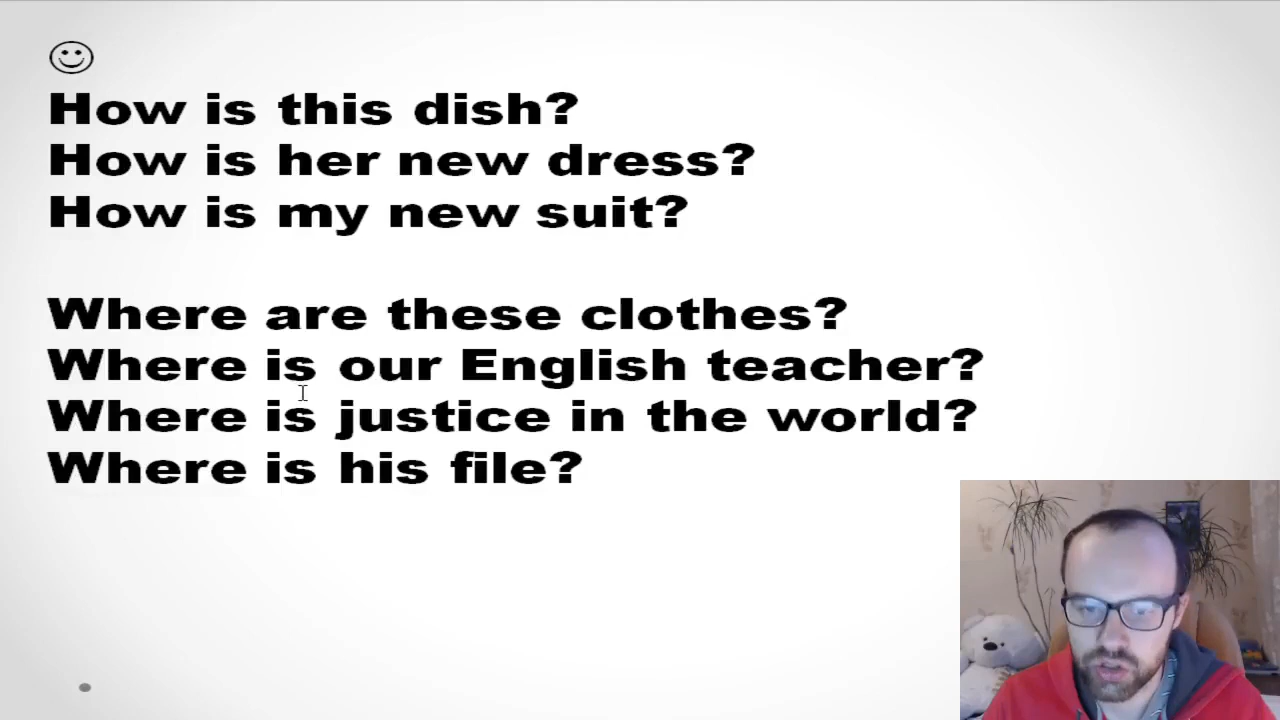 How is this dish?
How is her new dress?
How is my new suit?
Where are these clothes?
Where is our English teacher?
Where is justice in the world?
Where is his file?